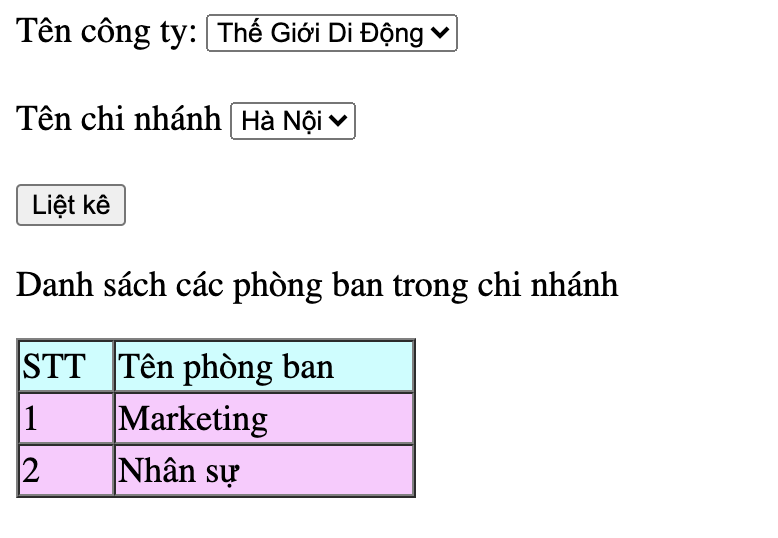 Tên công ty: Thế Giới Di Động
Tên chi nhánh Hà Nội
Liệt kê
Danh sách các phòng ban trong chi nhánh
STT Tên phòng ban
1 Marketing
2 Nhân sự